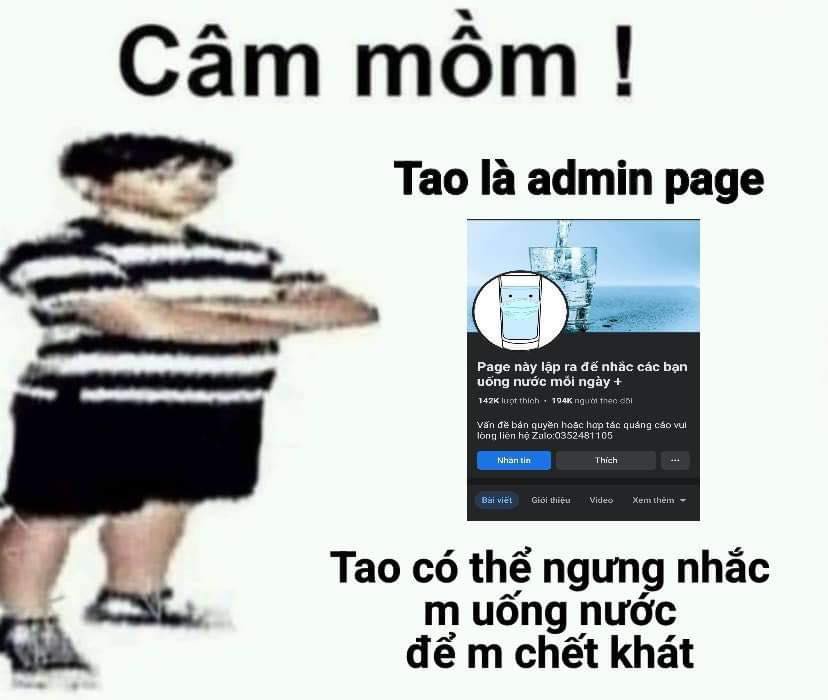 Câm mồm !
Tao là admin page
Page này lập ra để nhắc các bạn
uống nước mỗi ngày +
142K lượt thích • 194K người theo dõi
Vấn đề bản quyền hoặc hợp tác quảng cáo vui
lòng liên hệ Zalo:0352481105
Nhắn tin
Thích
Bài viết
Giới thiệu
Video
Xem thêm
Tao có thể ngưng nhắc
m uống nước
để m chết khát